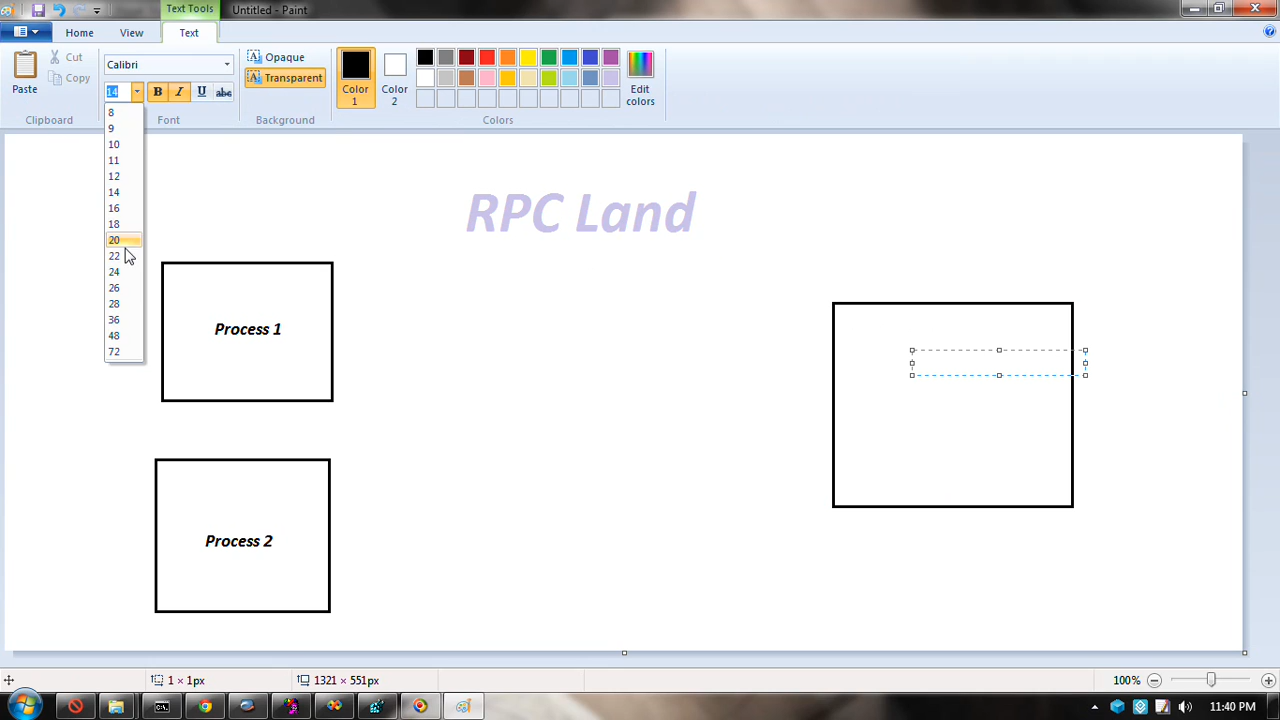 Text Tools
Untitled - Paint
Home
View
Text
Paste
Cut
Copy
Clipboard
Calibri
14
B I U abc
Font
8
9
10
11
12
14
16
18
20
22
24
26
28
36
48
72
Opaque
Transparent
Background
Color 1
Color 2
Edit colors
Colors
RPC Land
Process 1
Process 2
1 × 1px
1321 × 551px
100%
11:40 PM